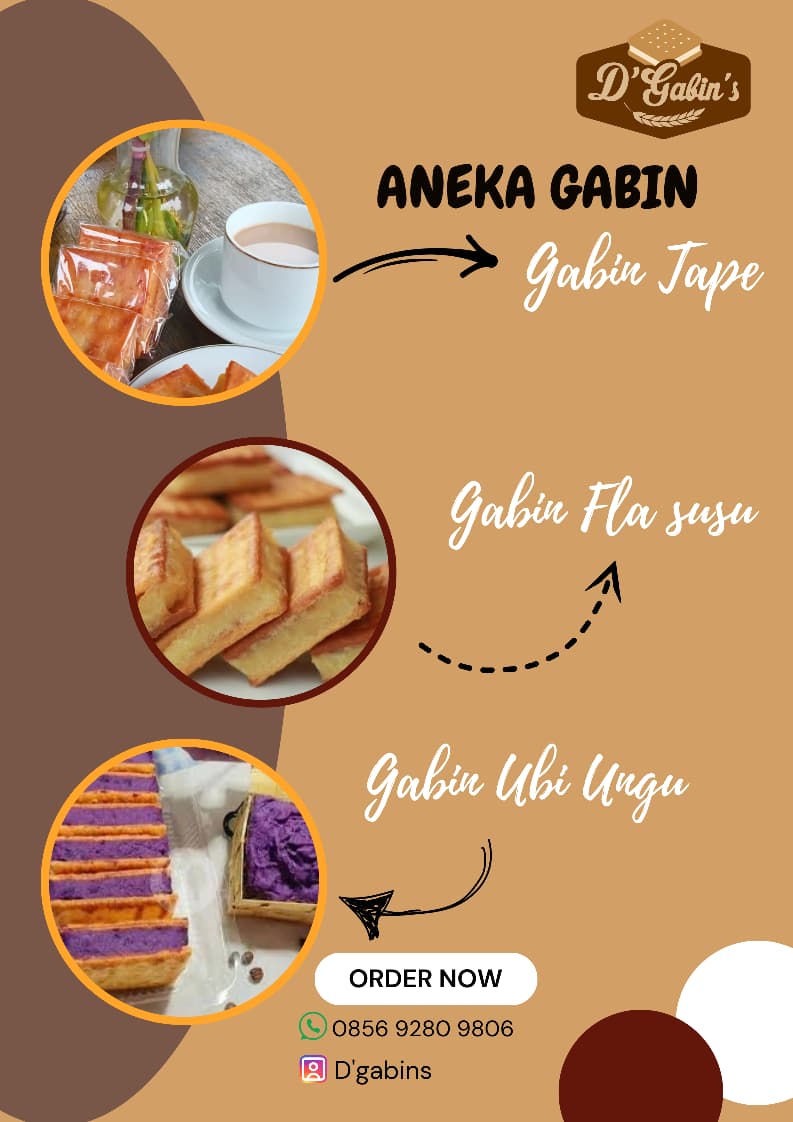 D'Gabin's
ANEKA GABIN
Gabin Tape
Gabin Fla susu
Gabin Ubi Ungu
ORDER NOW
0856 9280 9806
D'gabins